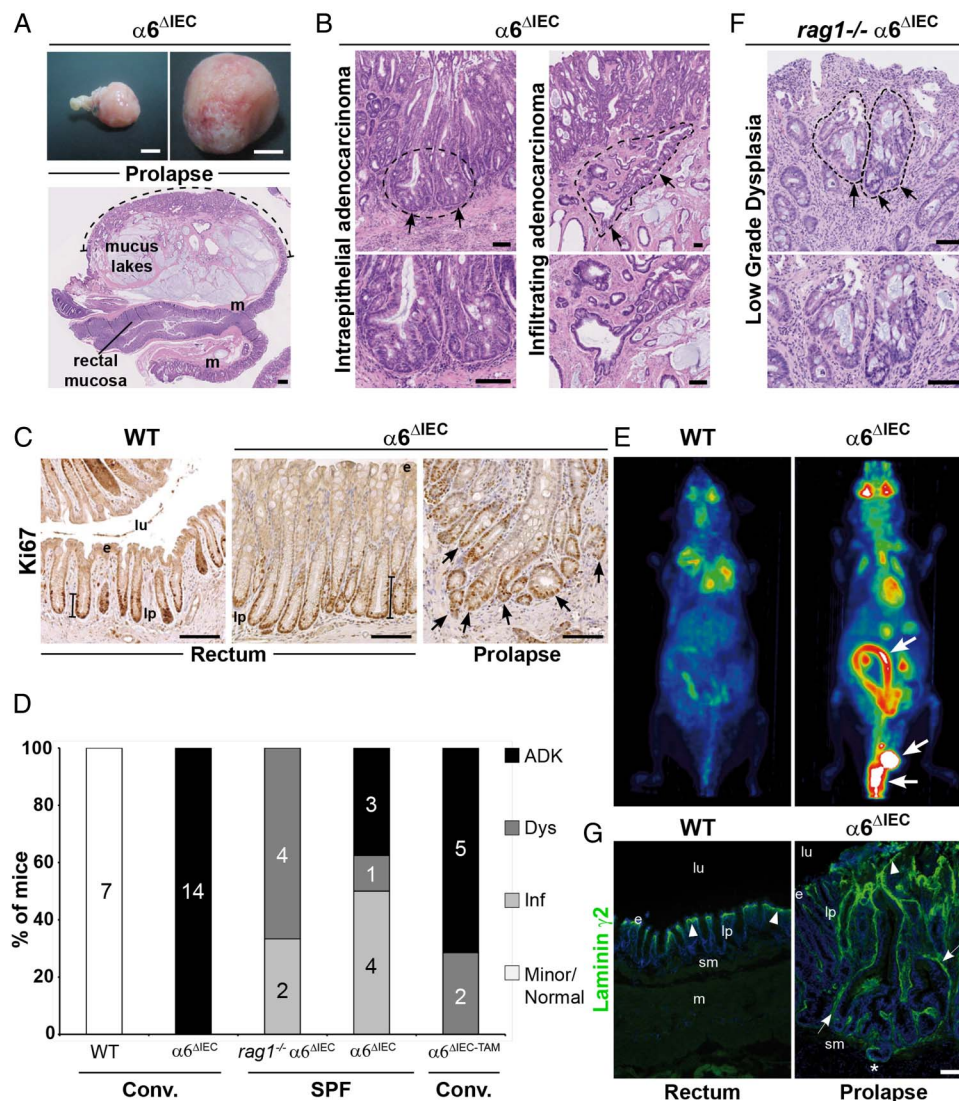 A
α6ΔIEC
Prolapse
mucus
lakes
m
rectal
mucosa
m
B
α6ΔIEC
Intraepithelial adenocarcinoma
Infiltrating adenocarcinoma
F
rag1-/- α6ΔIEC
Low Grade Dysplasia
C
WT
α6ΔIEC
Ki67
lu
e
lp
e
lp
Rectum
Prolapse
D
% of mice
100
80
60
40
20
0
7
14
4
2
3
1
4
5
2
ADK
Dys
Inf
Minor/
Normal
WT
α6ΔIEC
rag1-/- α6ΔIEC
α6ΔIEC
α6ΔIEC-TAM
Conv.
SPF
Conv.
E
WT
α6ΔIEC
G
WT
α6ΔIEC
Laminin γ2
lu
e
lp
sm
m
lu
e
lp
sm
*
Rectum
Prolapse